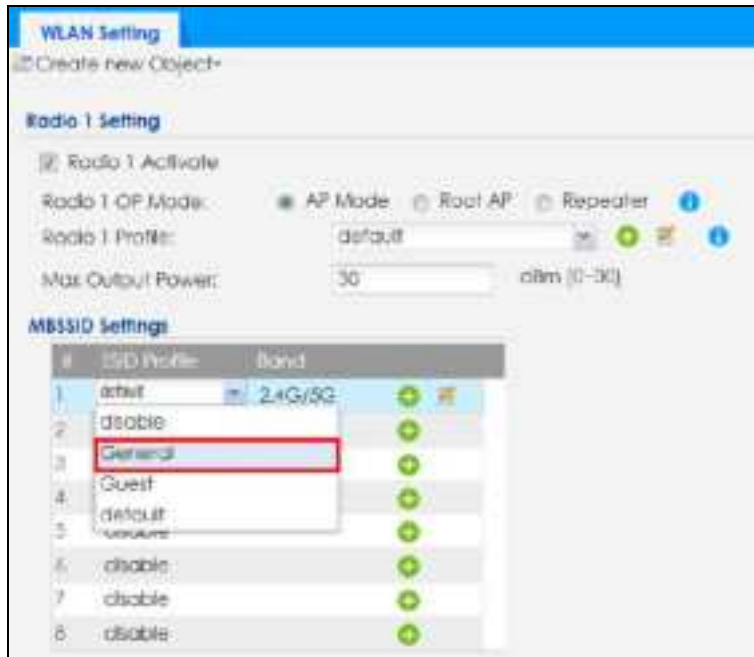 WLAN Setting
Create new Object
Radio 1 Setting
Radio 1 Activate
Radio 1 OP Mode: AP Mode Root AP Repeater
Radio 1 Profile: default
Max Output Power: 30 dBm (0~30)
MBSSID Settings
# SSID Profile Band
1 default 2.4G/5G
disable
2
General
3
Guest
4
default
5 disable
6 disable
7 disable
8 disable